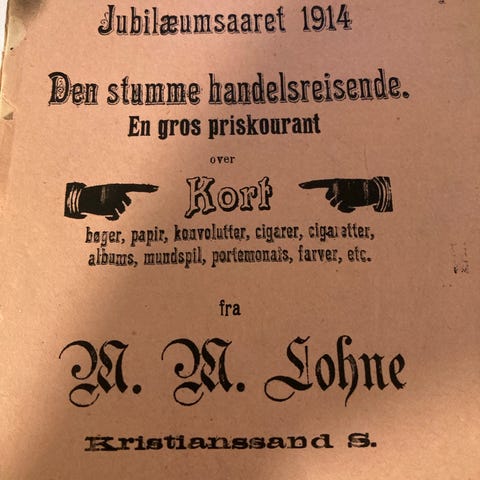 Jubilæumsaaret 1914
Den stumme handelsreisende.
En gros priskourant
over
Kort
bøger, papir, konvolutter, cigarer, cigaretter,
albums, mundspil, portemonais, farver, etc.
fra
M. M. Lohne
Kristianssand S.